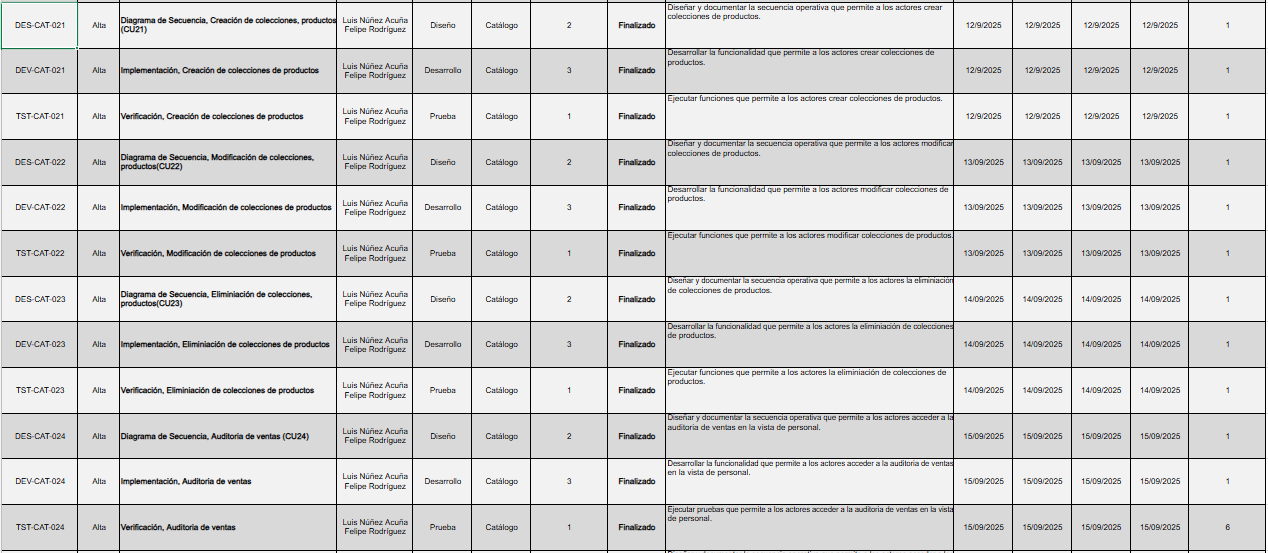 DES-CAT-021 Alta Diagrama de Secuencia, Creación de colecciones, productos (CU21) Luis Núñez Acuña Felipe Rodríguez Diseño Catálogo 2 Finalizado Diseñar y documentar la secuencia operativa que permite a los actores crear colecciones de productos. 12/9/2025 12/9/2025 12/9/2025 12/9/2025 1
DEV-CAT-021 Alta Implementación, Creación de colecciones de productos Luis Núñez Acuña Felipe Rodríguez Desarrollo Catálogo 3 Finalizado Desarrollar la funcionalidad que permite a los actores crear colecciones de productos. 12/9/2025 12/9/2025 12/9/2025 12/9/2025 1
TST-CAT-021 Alta Verificación, Creación de colecciones de productos Luis Núñez Acuña Felipe Rodríguez Prueba Catálogo 1 Finalizado Ejecutar funciones que permite a los actores crear colecciones de productos. 12/9/2025 12/9/2025 12/9/2025 12/9/2025 1
DES-CAT-022 Alta Diagrama de Secuencia, Modificación de colecciones, productos(CU22) Luis Núñez Acuña Felipe Rodríguez Diseño Catálogo 2 Finalizado Diseñar y documentar la secuencia operativa que permite a los actores modificar colecciones de productos. 13/09/2025 13/09/2025 13/09/2025 13/09/2025 1
DEV-CAT-022 Alta Implementación, Modificación de colecciones de productos Luis Núñez Acuña Felipe Rodríguez Desarrollo Catálogo 3 Finalizado Desarrollar la funcionalidad que permite a los actores modificar colecciones de productos. 13/09/2025 13/09/2025 13/09/2025 13/09/2025 1
TST-CAT-022 Alta Verificación, Modificación de colecciones de productos Luis Núñez Acuña Felipe Rodríguez Prueba Catálogo 1 Finalizado Ejecutar funciones que permite a los actores modificar colecciones de productos. 13/09/2025 13/09/2025 13/09/2025 13/09/2025 1
DES-CAT-023 Alta Diagrama de Secuencia, Eliminiación de colecciones, productos(CU23) Luis Núñez Acuña Felipe Rodríguez Diseño Catálogo 2 Finalizado Diseñar y documentar la secuencia operativa que permite a los actores la eliminiación de colecciones de productos. 14/09/2025 14/09/2025 14/09/2025 14/09/2025 1
DEV-CAT-023 Alta Implementación, Eliminiación de colecciones de productos Luis Núñez Acuña Felipe Rodríguez Desarrollo Catálogo 3 Finalizado Desarrollar la funcionalidad que permite a los actores la eliminiación de colecciones de productos. 14/09/2025 14/09/2025 14/09/2025 14/09/2025 1
TST-CAT-023 Alta Verificación, Eliminiación de colecciones de productos Luis Núñez Acuña Felipe Rodríguez Prueba Catálogo 1 Finalizado Ejecutar funciones que permite a los actores la eliminiación de colecciones de productos. 14/09/2025 14/09/2025 14/09/2025 14/09/2025 1
DES-CAT-024 Alta Diagrama de Secuencia, Auditoria de ventas (CU24) Luis Núñez Acuña Felipe Rodríguez Diseño Catálogo 2 Finalizado Diseñar y documentar la secuencia operativa que permite a los actores acceder a la auditoria de ventas en la vista de personal. 15/09/2025 15/09/2025 15/09/2025 15/09/2025 1
DEV-CAT-024 Alta Implementación, Auditoria de ventas Luis Núñez Acuña Felipe Rodríguez Desarrollo Catálogo 3 Finalizado Desarrollar la funcionalidad que permite a los actores acceder a la auditoria de ventas en la vista de personal. 15/09/2025 15/09/2025 15/09/2025 15/09/2025 1
TST-CAT-024 Alta Verificación, Auditoria de ventas Luis Núñez Acuña Felipe Rodríguez Prueba Catálogo 1 Finalizado Ejecutar pruebas que permite a los actores acceder a la auditoria de ventas en la vista de personal. 15/09/2025 15/09/2025 15/09/2025 15/09/2025 6